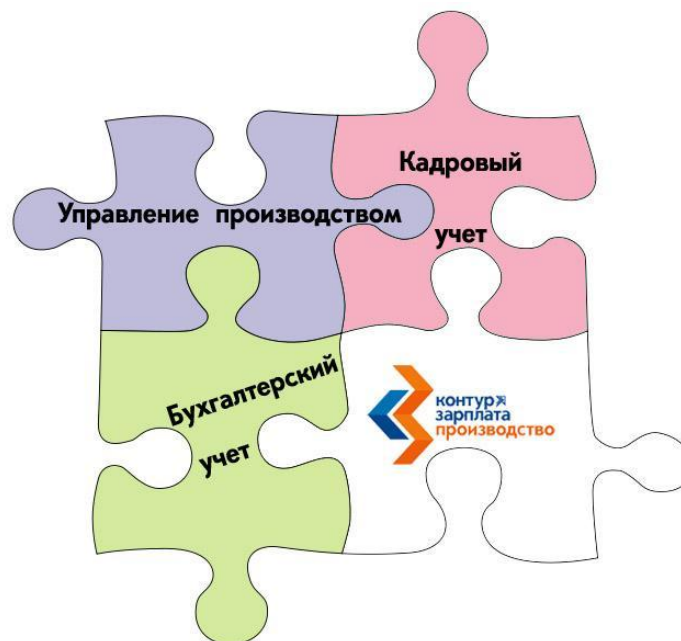 Кадровый
учет
Управление производством
Бухгалтерский
учет
контур
зарплата
производство